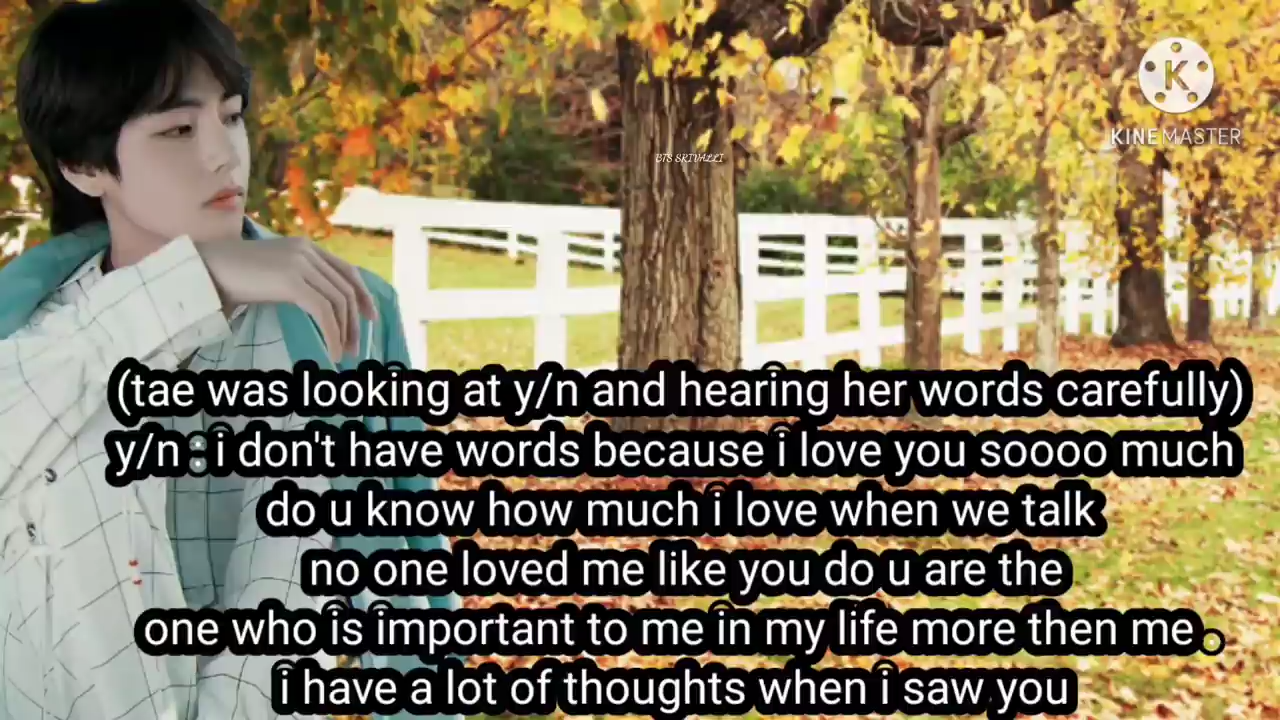 K
KINEMASTER
BTS SRIVALLI
(tae was looking at y/n and hearing her words carefully)
y/n : i don't have words because i love you soooo much
do u know how much i love when we talk
no one loved me like you do u are the
one who is important to me in my life more then me .
i have a lot of thoughts when i saw you